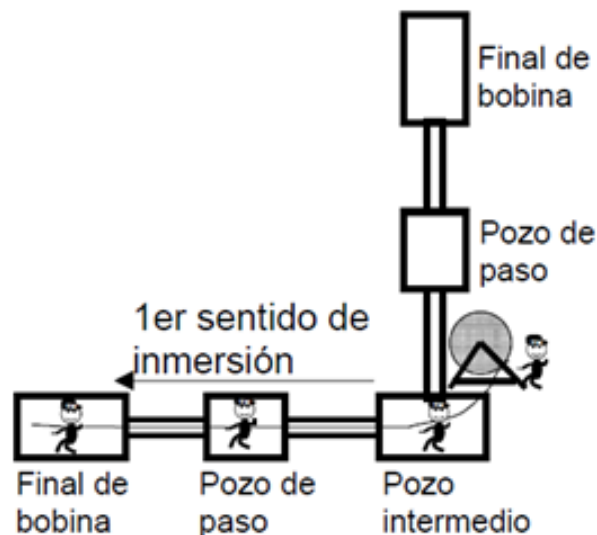 Final de
bobina
Pozo de
paso
1er sentido de
inmersión
Final de
bobina
Pozo de
paso
Pozo
intermedio